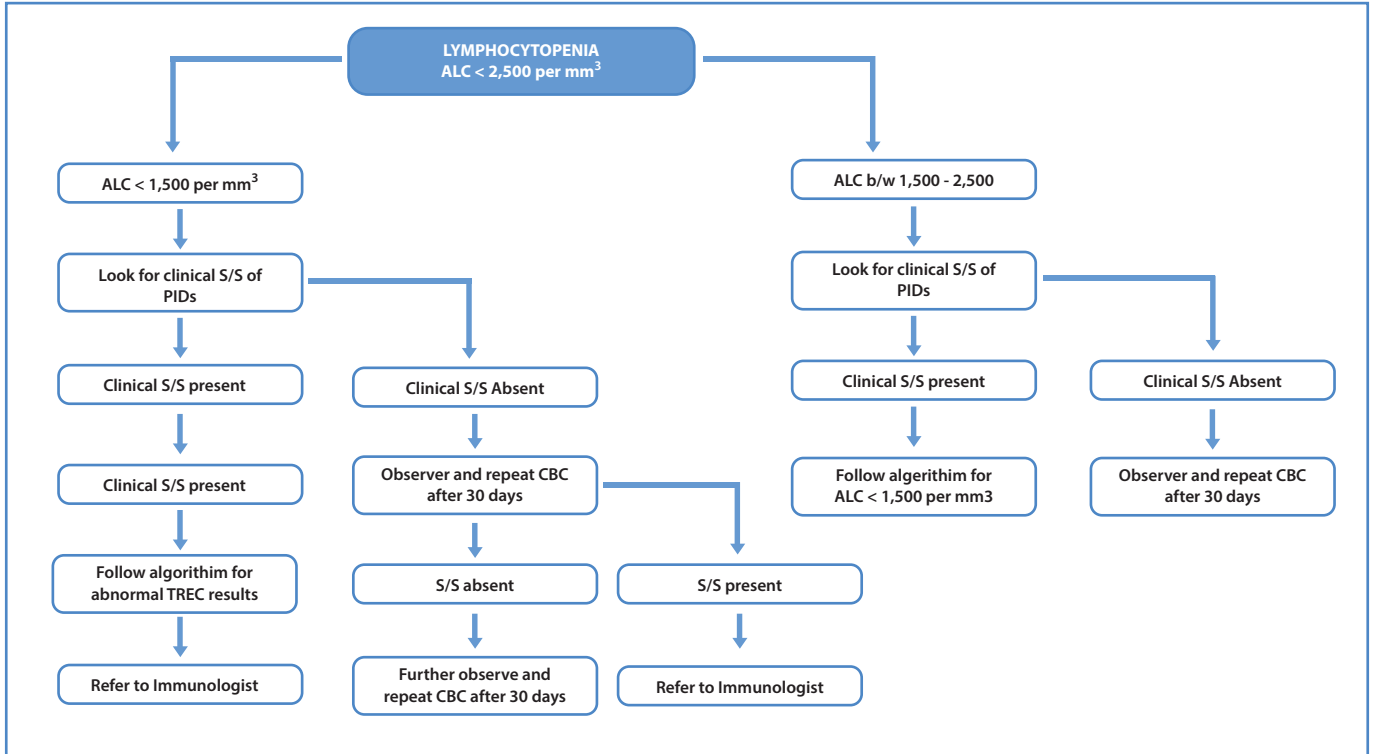 LYMPHOCYTOPENIA
ALC < 2,500 per mm³
ALC < 1,500 per mm³
ALC b/w 1,500 - 2,500
Look for clinical S/S of
PIDs
Look for clinical S/S of
PIDs
Clinical S/S present
Clinical S/S Absent
Clinical S/S present
Clinical S/S Absent
Clinical S/S present
Observer and repeat CBC
after 30 days
Follow algorithim for
ALC < 1,500 per mm3
Observer and repeat CBC
after 30 days
Follow algorithim for
abnormal TREC results
S/S absent
S/S present
Refer to Immunologist
Further observe and
repeat CBC after 30 days
Refer to Immunologist